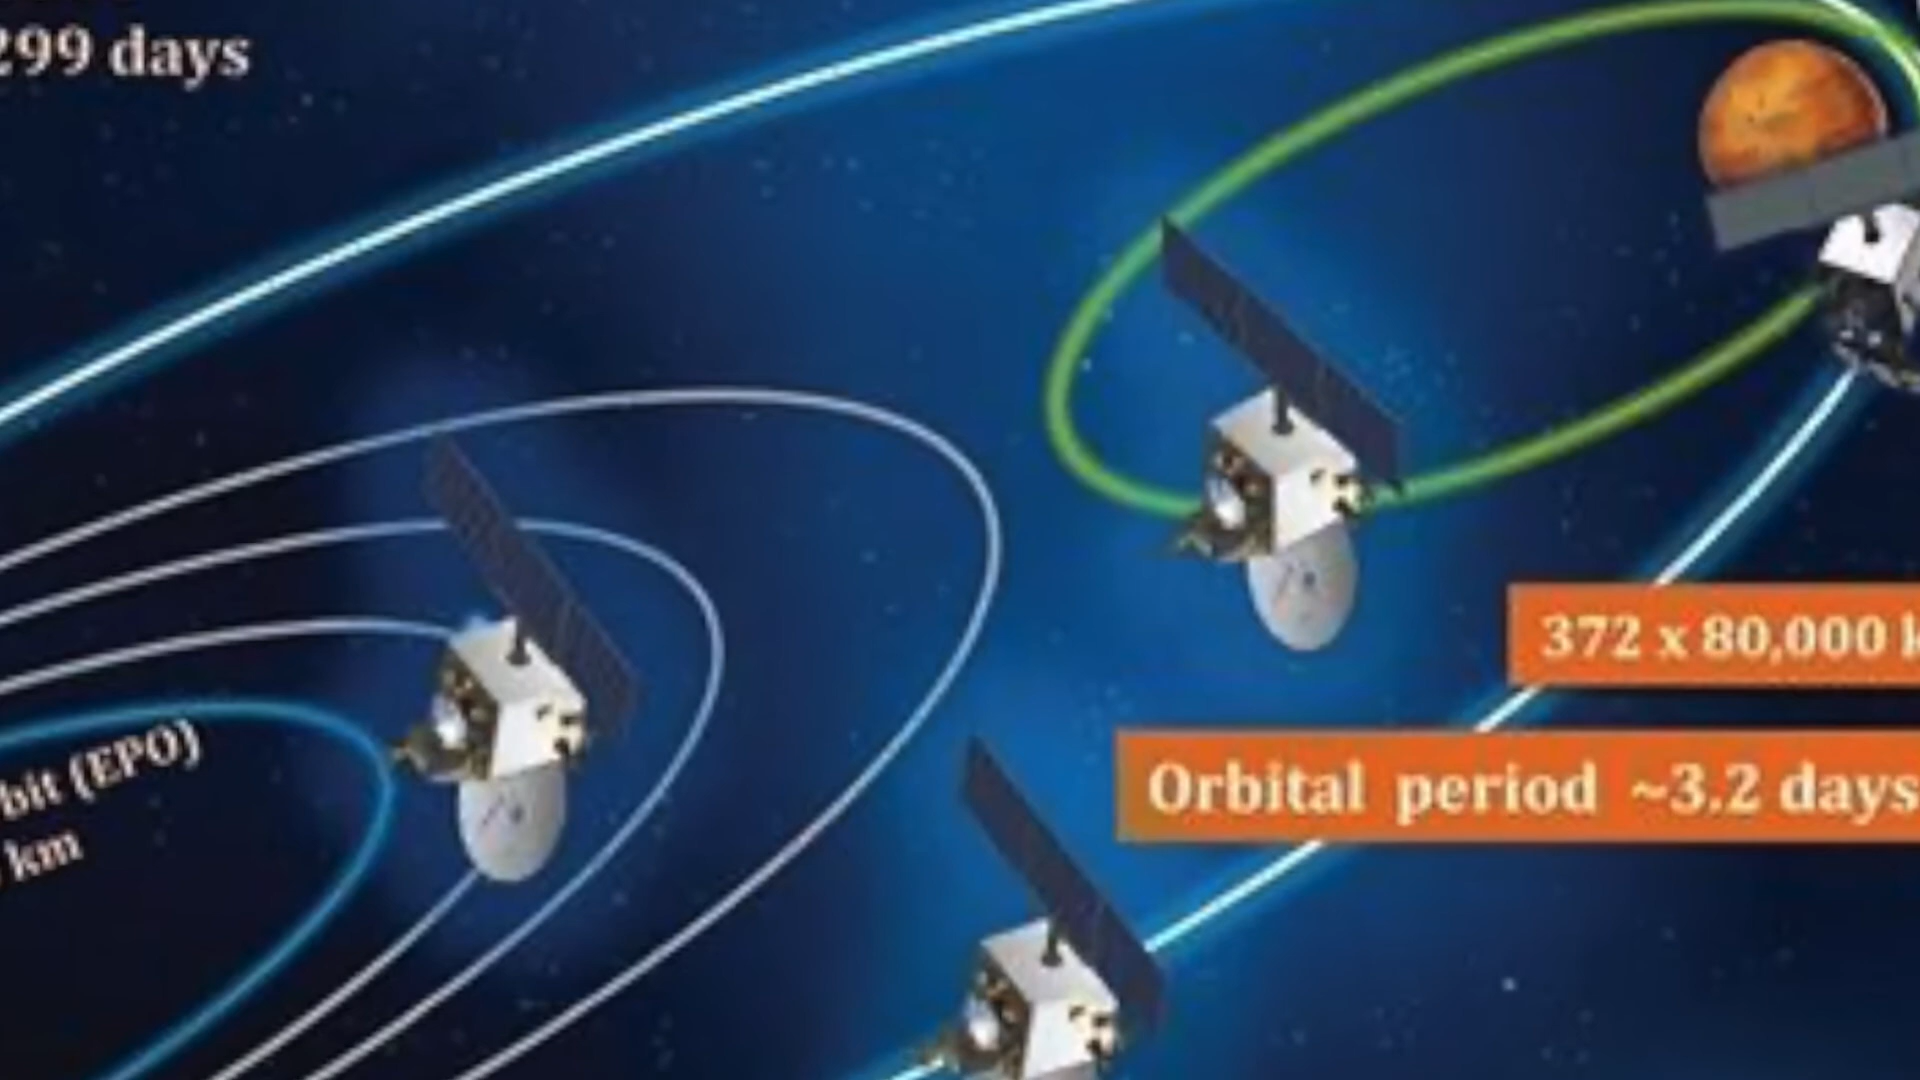 299 days
bit (EPO)
km
372 x 80,000 k
Orbital period ~3.2 days